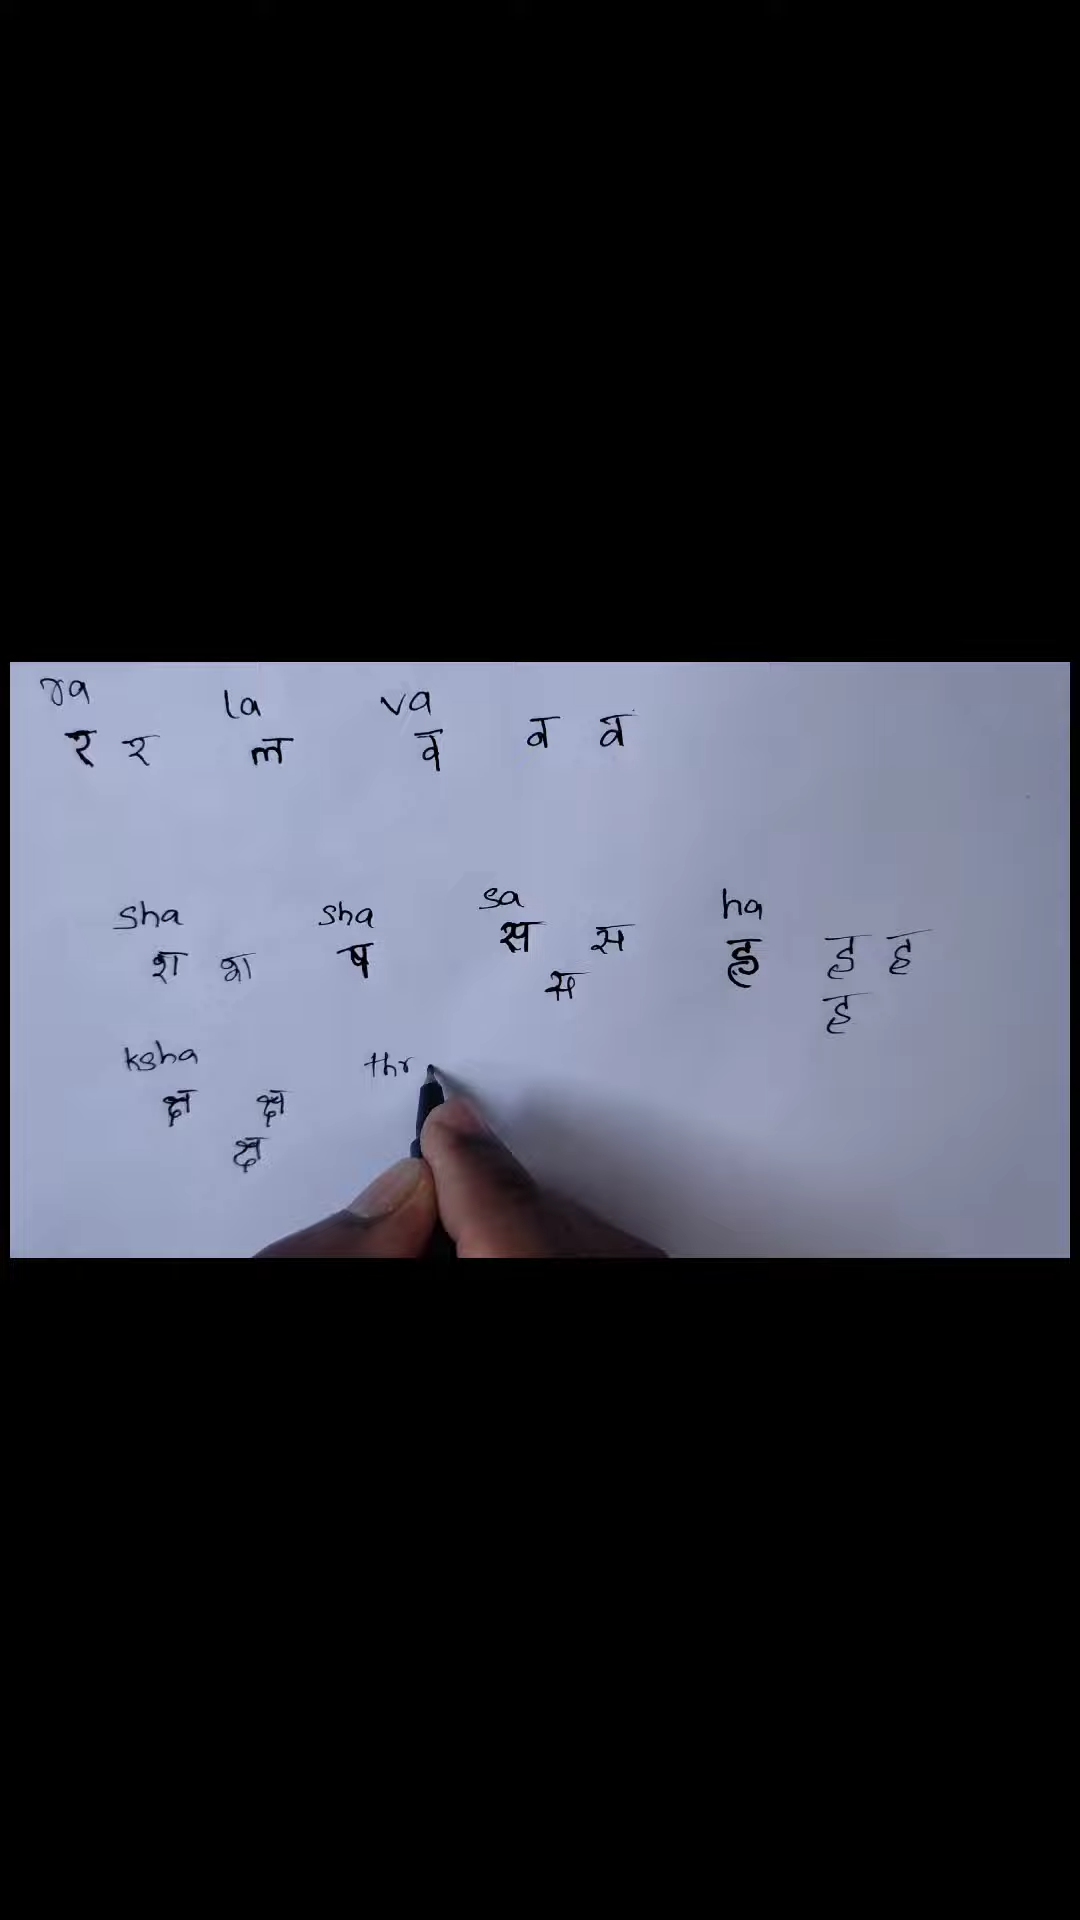 ra la va
र र ल व व व
sha sha sa ha
श श ष स स ह ह ह
स ह
ksha thr
क्ष क्ष
क्ष